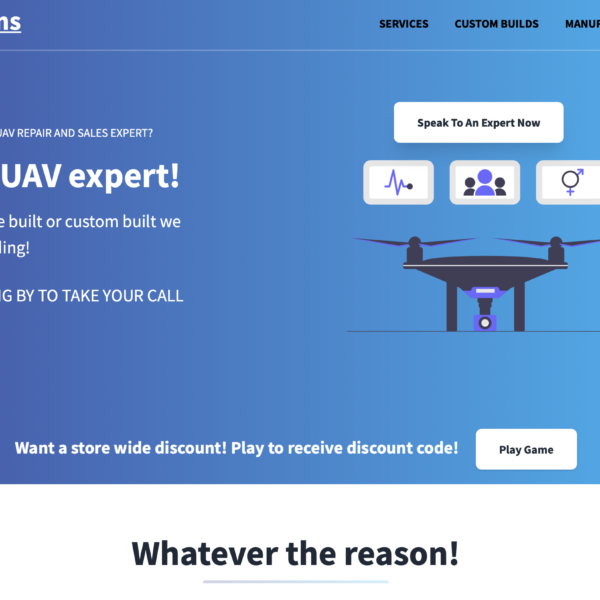 ns
SERVICES
CUSTOM BUILDS
MANUF
Speak To An Expert Now
UAV REPAIR AND SALES EXPERT?
UAV expert!
e built or custom built we
ding!
G BY TO TAKE YOUR CALL
Want a store wide discount! Play to receive discount code!
Play Game
Whatever the reason!